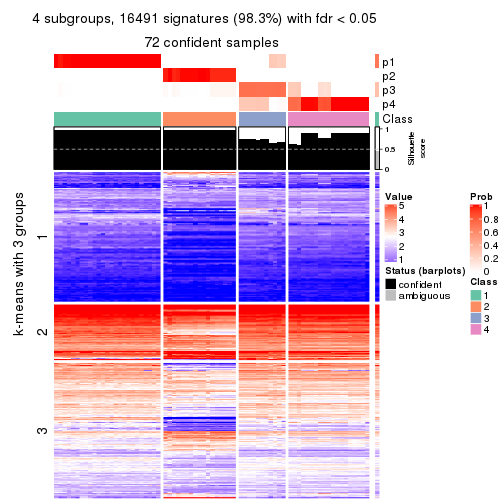 4 subgroups, 16491 signatures (98.3%) with fdr < 0.05
72 confident samples
p1
p2
p3
p4
Class
1
0.5
0
Silhouette
score
k-means with 3 groups
1
2
3
Value
5
4
3
2
1
Status (barplots)
confident
ambiguous
Prob
1
0.8
0.6
0.4
0.2
0
Class
1
2
3
4